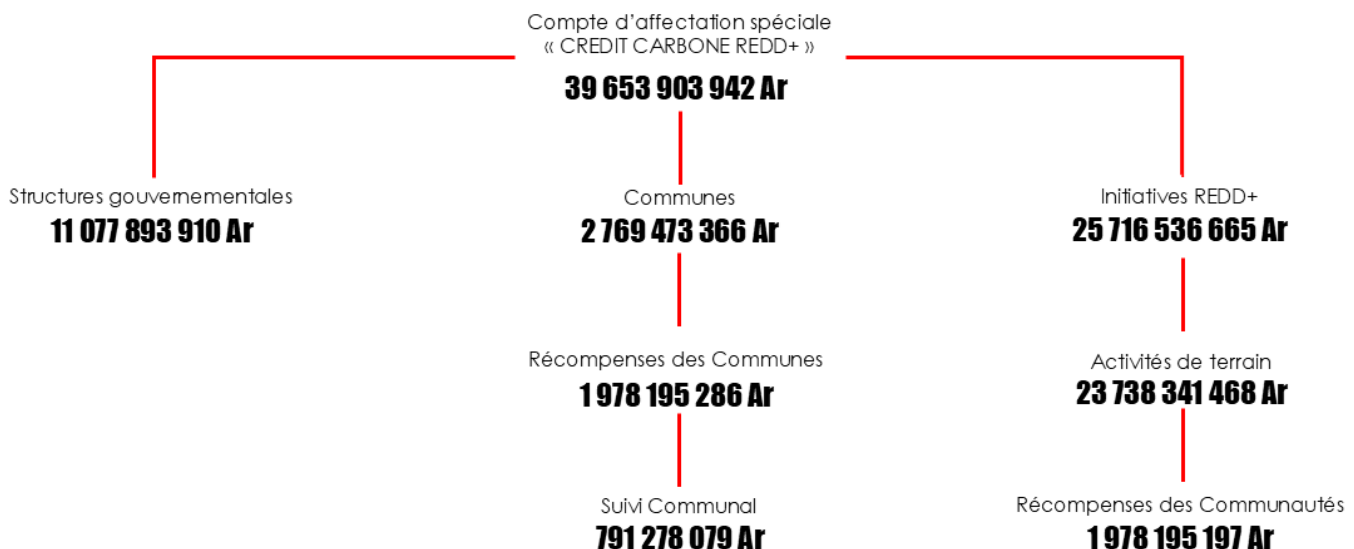 Compte d'affectation spéciale
« CREDIT CARBONE REDD+ »
39 653 903 942 Ar
Structures gouvernementales
11 077 893 910 Ar
Communes
2 769 473 366 Ar
Initiatives REDD+
25 716 536 665 Ar
Récompenses des Communes
1 978 195 286 Ar
Activités de terrain
23 738 341 468 Ar
Suivi Communal
791 278 079 Ar
Récompenses des Communautés
1 978 195 197 Ar